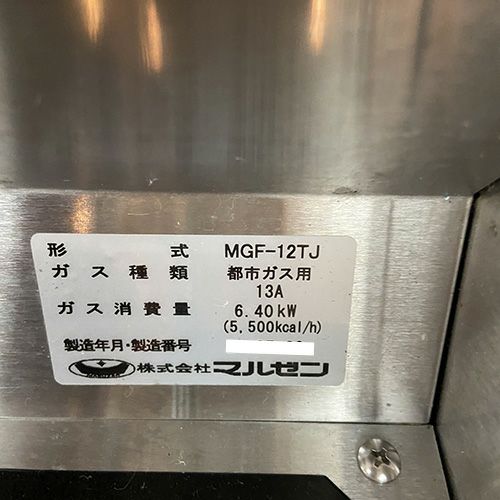 形式 MGF-12TJ
ガス種類 都市ガス用
13A
ガス消費量 6.40kW
(5,500kcal/h)
製造年月・製造番号
株式会社マルゼン